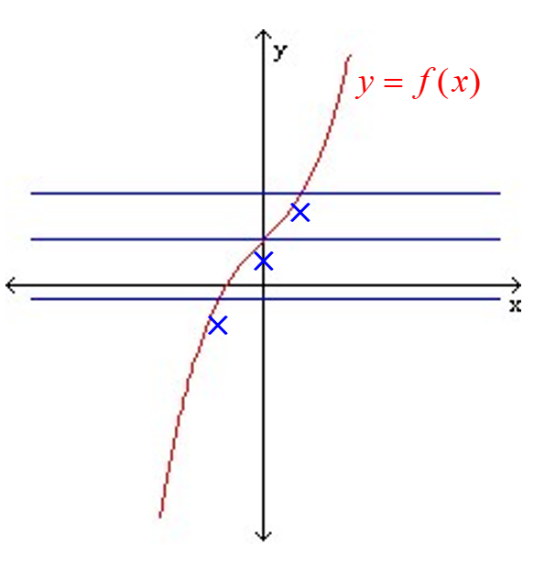 y
y = f(x)
x